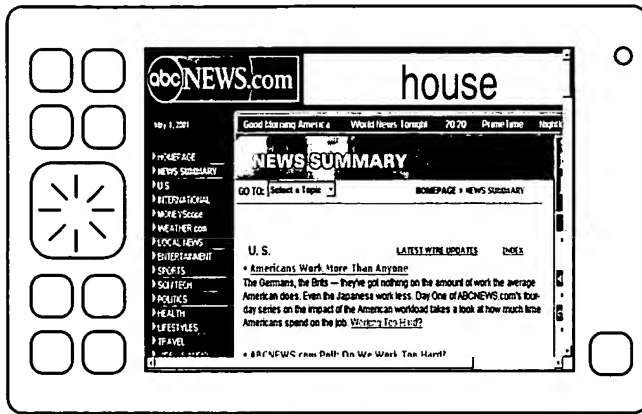 abcNEWS.com
house
May 1, 2001
Good Morning America World News Tonight 20/20 PrimeTime
NEWS SUMMARY
HOMEPAGE
NEWS SUMMARY
U.S.
INTERNATIONAL
MONEYScope
WEATHER.com
LOCAL NEWS
ENTERTAINMENT
SPORTS
SCI/TECH
POLITICS
HEALTH
LIFESTYLES
TRAVEL
GO TO: Select a Topic
HOMEPAGE > NEWS SUMMARY
U. S. LATEST WIRE UPDATES INDEX
• Americans Work More Than Anyone
The Germans, the Brits — they've got nothing on the amount of work the average
American does. Even the Japanese work less. Day One of ABCNEWS.com's four-
day series on the impact of the American workload takes a look at how much time
Americans spend on the job. Working Too Hard?
• ABCNEWS.com Poll: Do We Work Too Hard?